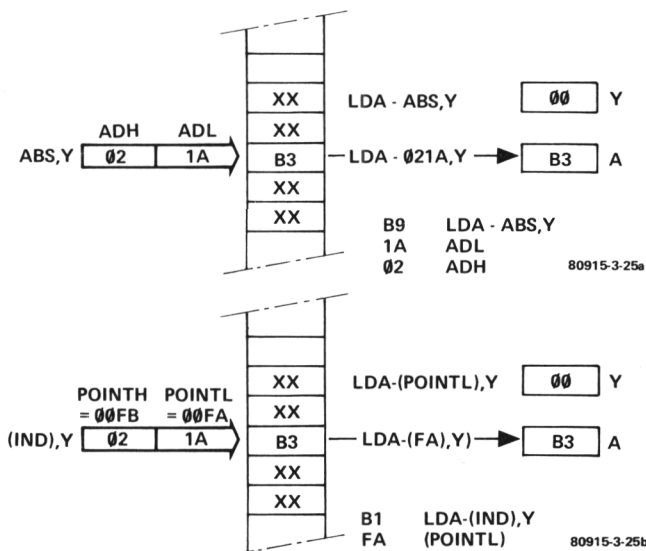 XX LDA - ABS,Y ØØ Y
ADH ADL XX
ABS,Y Ø2 1A B3 LDA - Ø21A,Y B3 A
XX
XX
B9 LDA - ABS,Y
1A ADL
Ø2 ADH 80915-3-25a
XX LDA-(POINTL),Y ØØ Y
POINTH POINTL
= ØØFB = ØØFA XX
(IND),Y Ø2 1A B3 LDA-(FA),Y) B3 A
XX
XX
B1 LDA-(IND),Y
FA (POINTL) 80915-3-25b